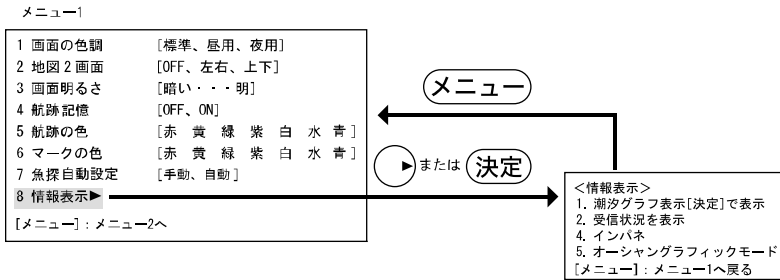 メニュー1
1 画面の色調 [標準、昼用、夜用]
2 地図2画面 [OFF、左右、上下]
3 画面明るさ [暗い・・・明]
4 航跡記憶 [OFF、ON]
5 航跡の色 [赤 黄 緑 紫 白 水 青]
6 マークの色 [赤 黄 緑 紫 白 水 青]
7 魚探自動設定 [手動、自動]
8 情報表示▶
[メニュー]：メニュー2へ
メニュー
▶ または 決定
<情報表示>
1. 潮汐グラフ表示[決定]で表示
2. 受信状況を表示
4. インパネ
5. オーシャングラフィックモード
[メニュー]：メニュー1へ戻る